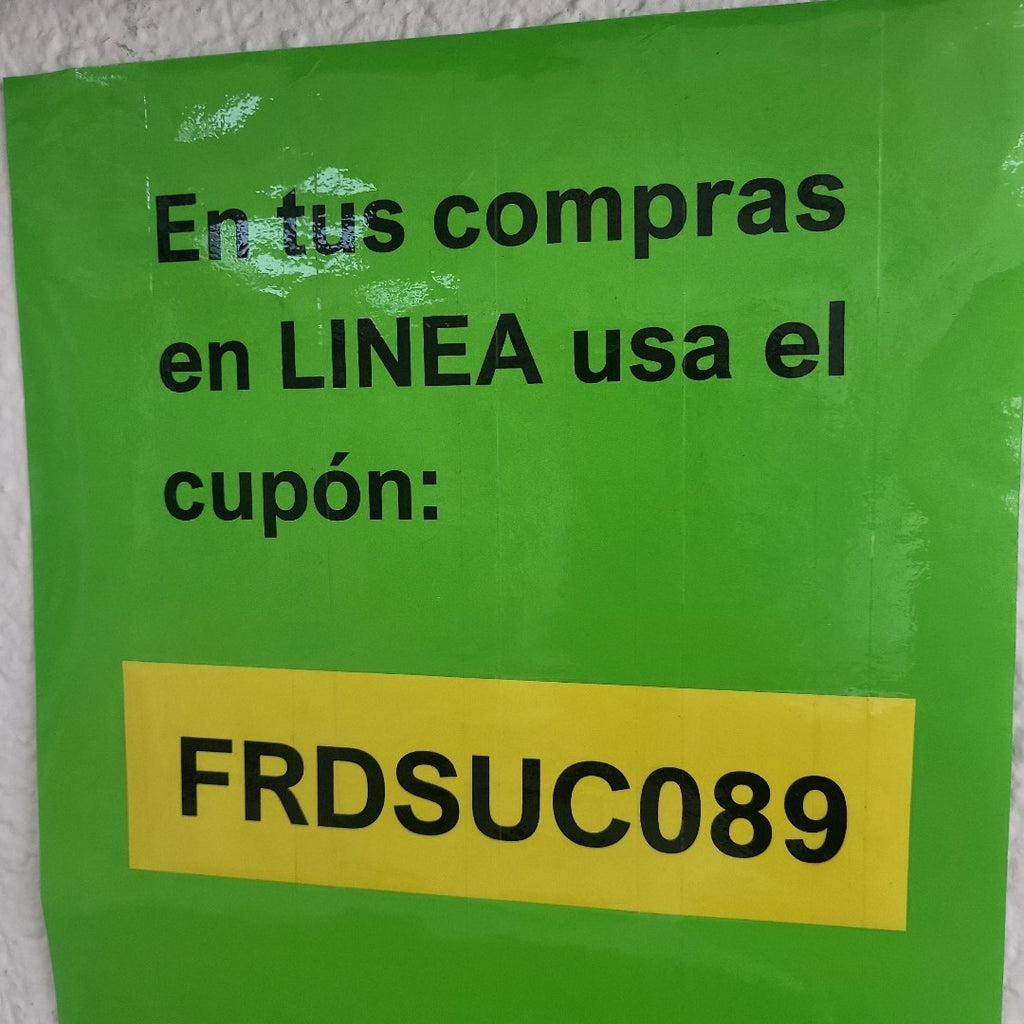 En tus compras
en LINEA usa el
cupón:
FRDSUC089